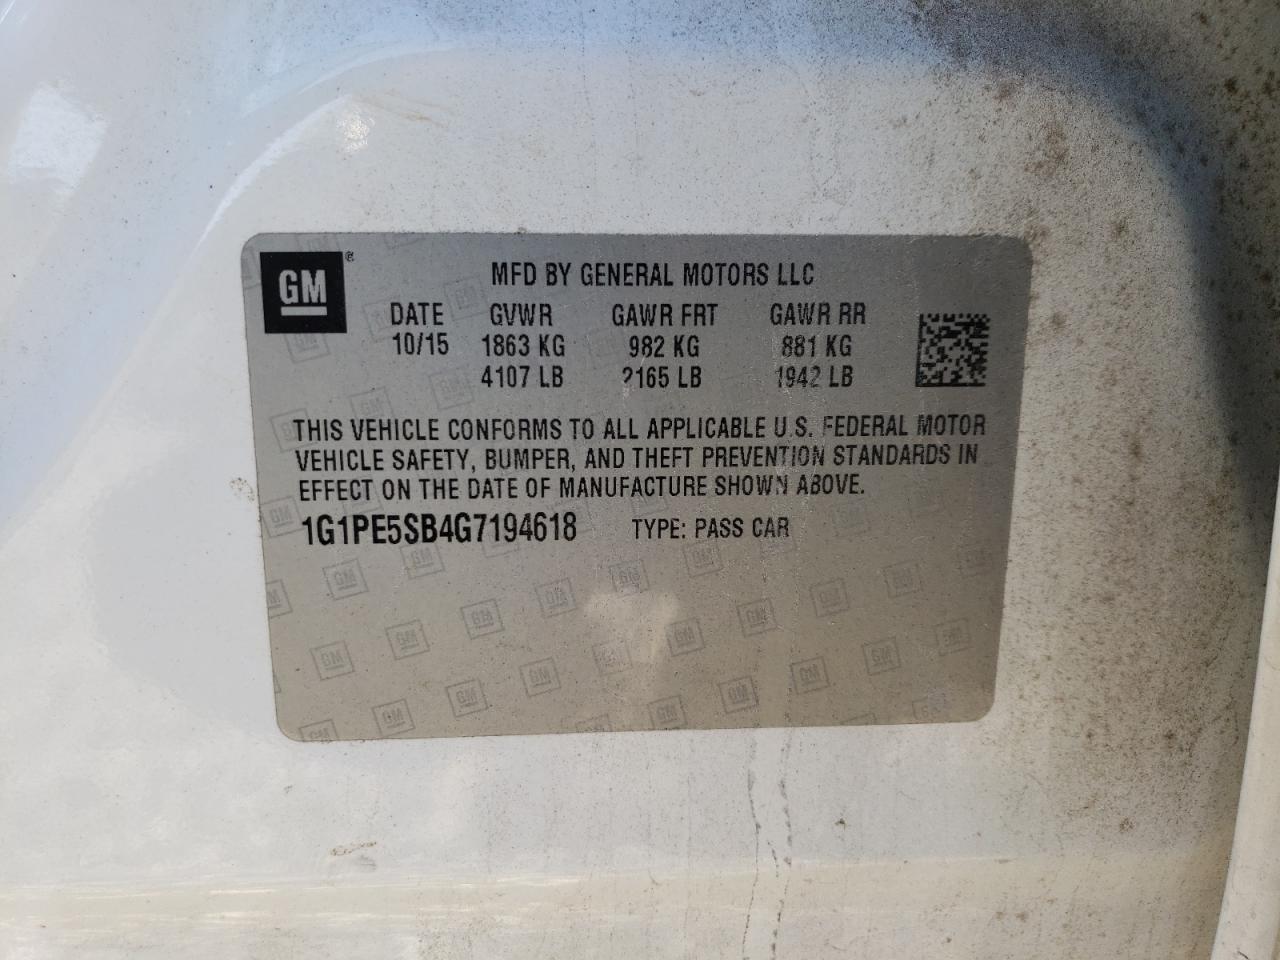 GM®
MFD BY GENERAL MOTORS LLC
DATE GVWR GAWR FRT GAWR RR
10/15 1863 KG 982 KG 881 KG
4107 LB 2165 LB 1942 LB
THIS VEHICLE CONFORMS TO ALL APPLICABLE U.S. FEDERAL MOTOR
VEHICLE SAFETY, BUMPER, AND THEFT PREVENTION STANDARDS IN
EFFECT ON THE DATE OF MANUFACTURE SHOWN ABOVE.
1G1PE5SB4G7194618 TYPE: PASS CAR